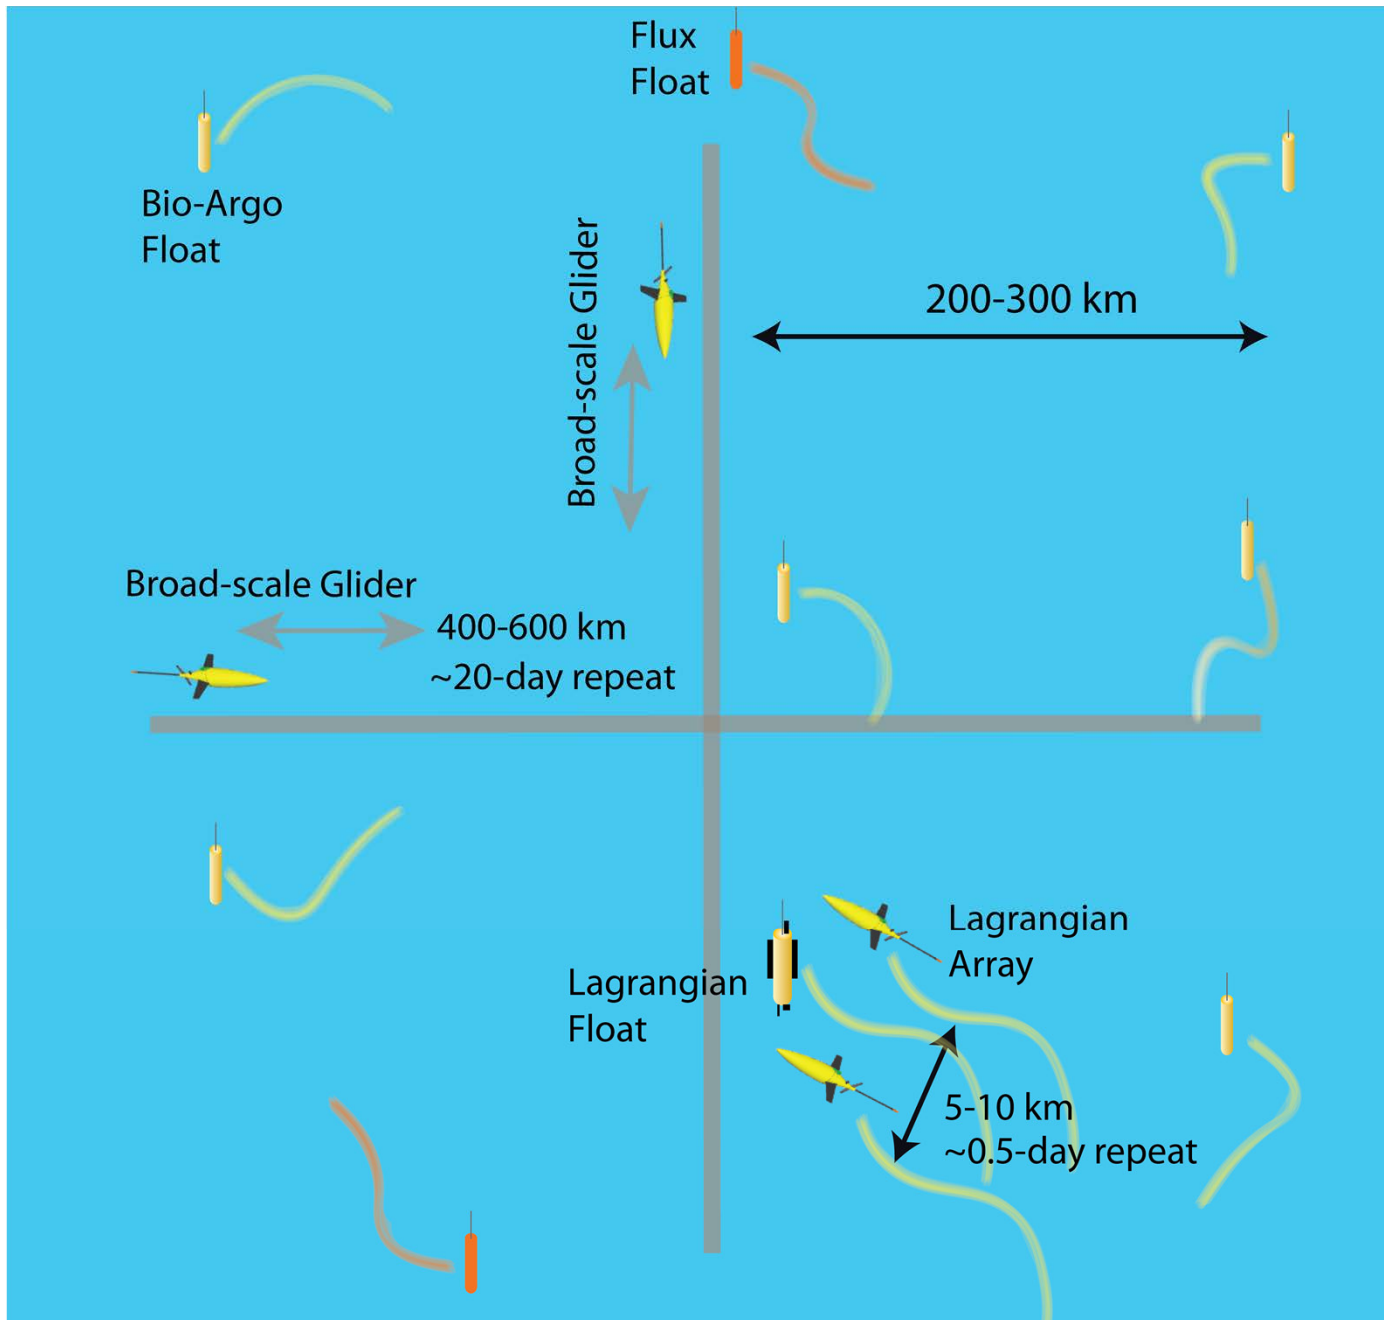 Flux
Float
Bio-Argo
Float
Broad-scale Glider
200-300 km
Broad-scale Glider
400-600 km
~20-day repeat
Lagrangian
Array
Lagrangian
Float
5-10 km
~0.5-day repeat